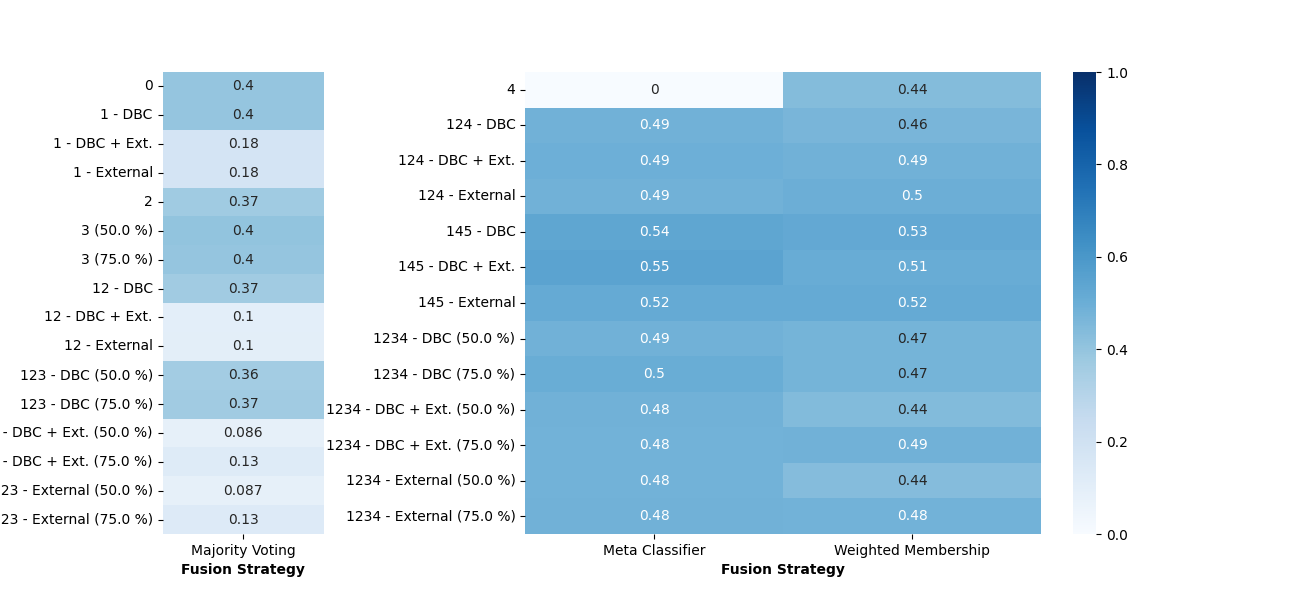 0 0.4
1 - DBC 0.4
1 - DBC + Ext. 0.18
1 - External 0.18
2 0.37
3 (50.0 %) 0.4
3 (75.0 %) 0.4
12 - DBC 0.37
12 - DBC + Ext. 0.1
12 - External 0.1
123 - DBC (50.0 %) 0.36
123 - DBC (75.0 %) 0.37
- DBC + Ext. (50.0 %) 0.086
- DBC + Ext. (75.0 %) 0.13
23 - External (50.0 %) 0.087
23 - External (75.0 %) 0.13
Majority Voting
Fusion Strategy
4 0 0.44
124 - DBC 0.49 0.46
124 - DBC + Ext. 0.49 0.49
124 - External 0.49 0.5
145 - DBC 0.54 0.53
145 - DBC + Ext. 0.55 0.51
145 - External 0.52 0.52
1234 - DBC (50.0 %) 0.49 0.47
1234 - DBC (75.0 %) 0.5 0.47
1234 - DBC + Ext. (50.0 %) 0.48 0.44
1234 - DBC + Ext. (75.0 %) 0.48 0.49
1234 - External (50.0 %) 0.48 0.44
1234 - External (75.0 %) 0.48 0.48
Meta Classifier Weighted Membership
Fusion Strategy
1.0
0.8
0.6
0.4
0.2
0.0